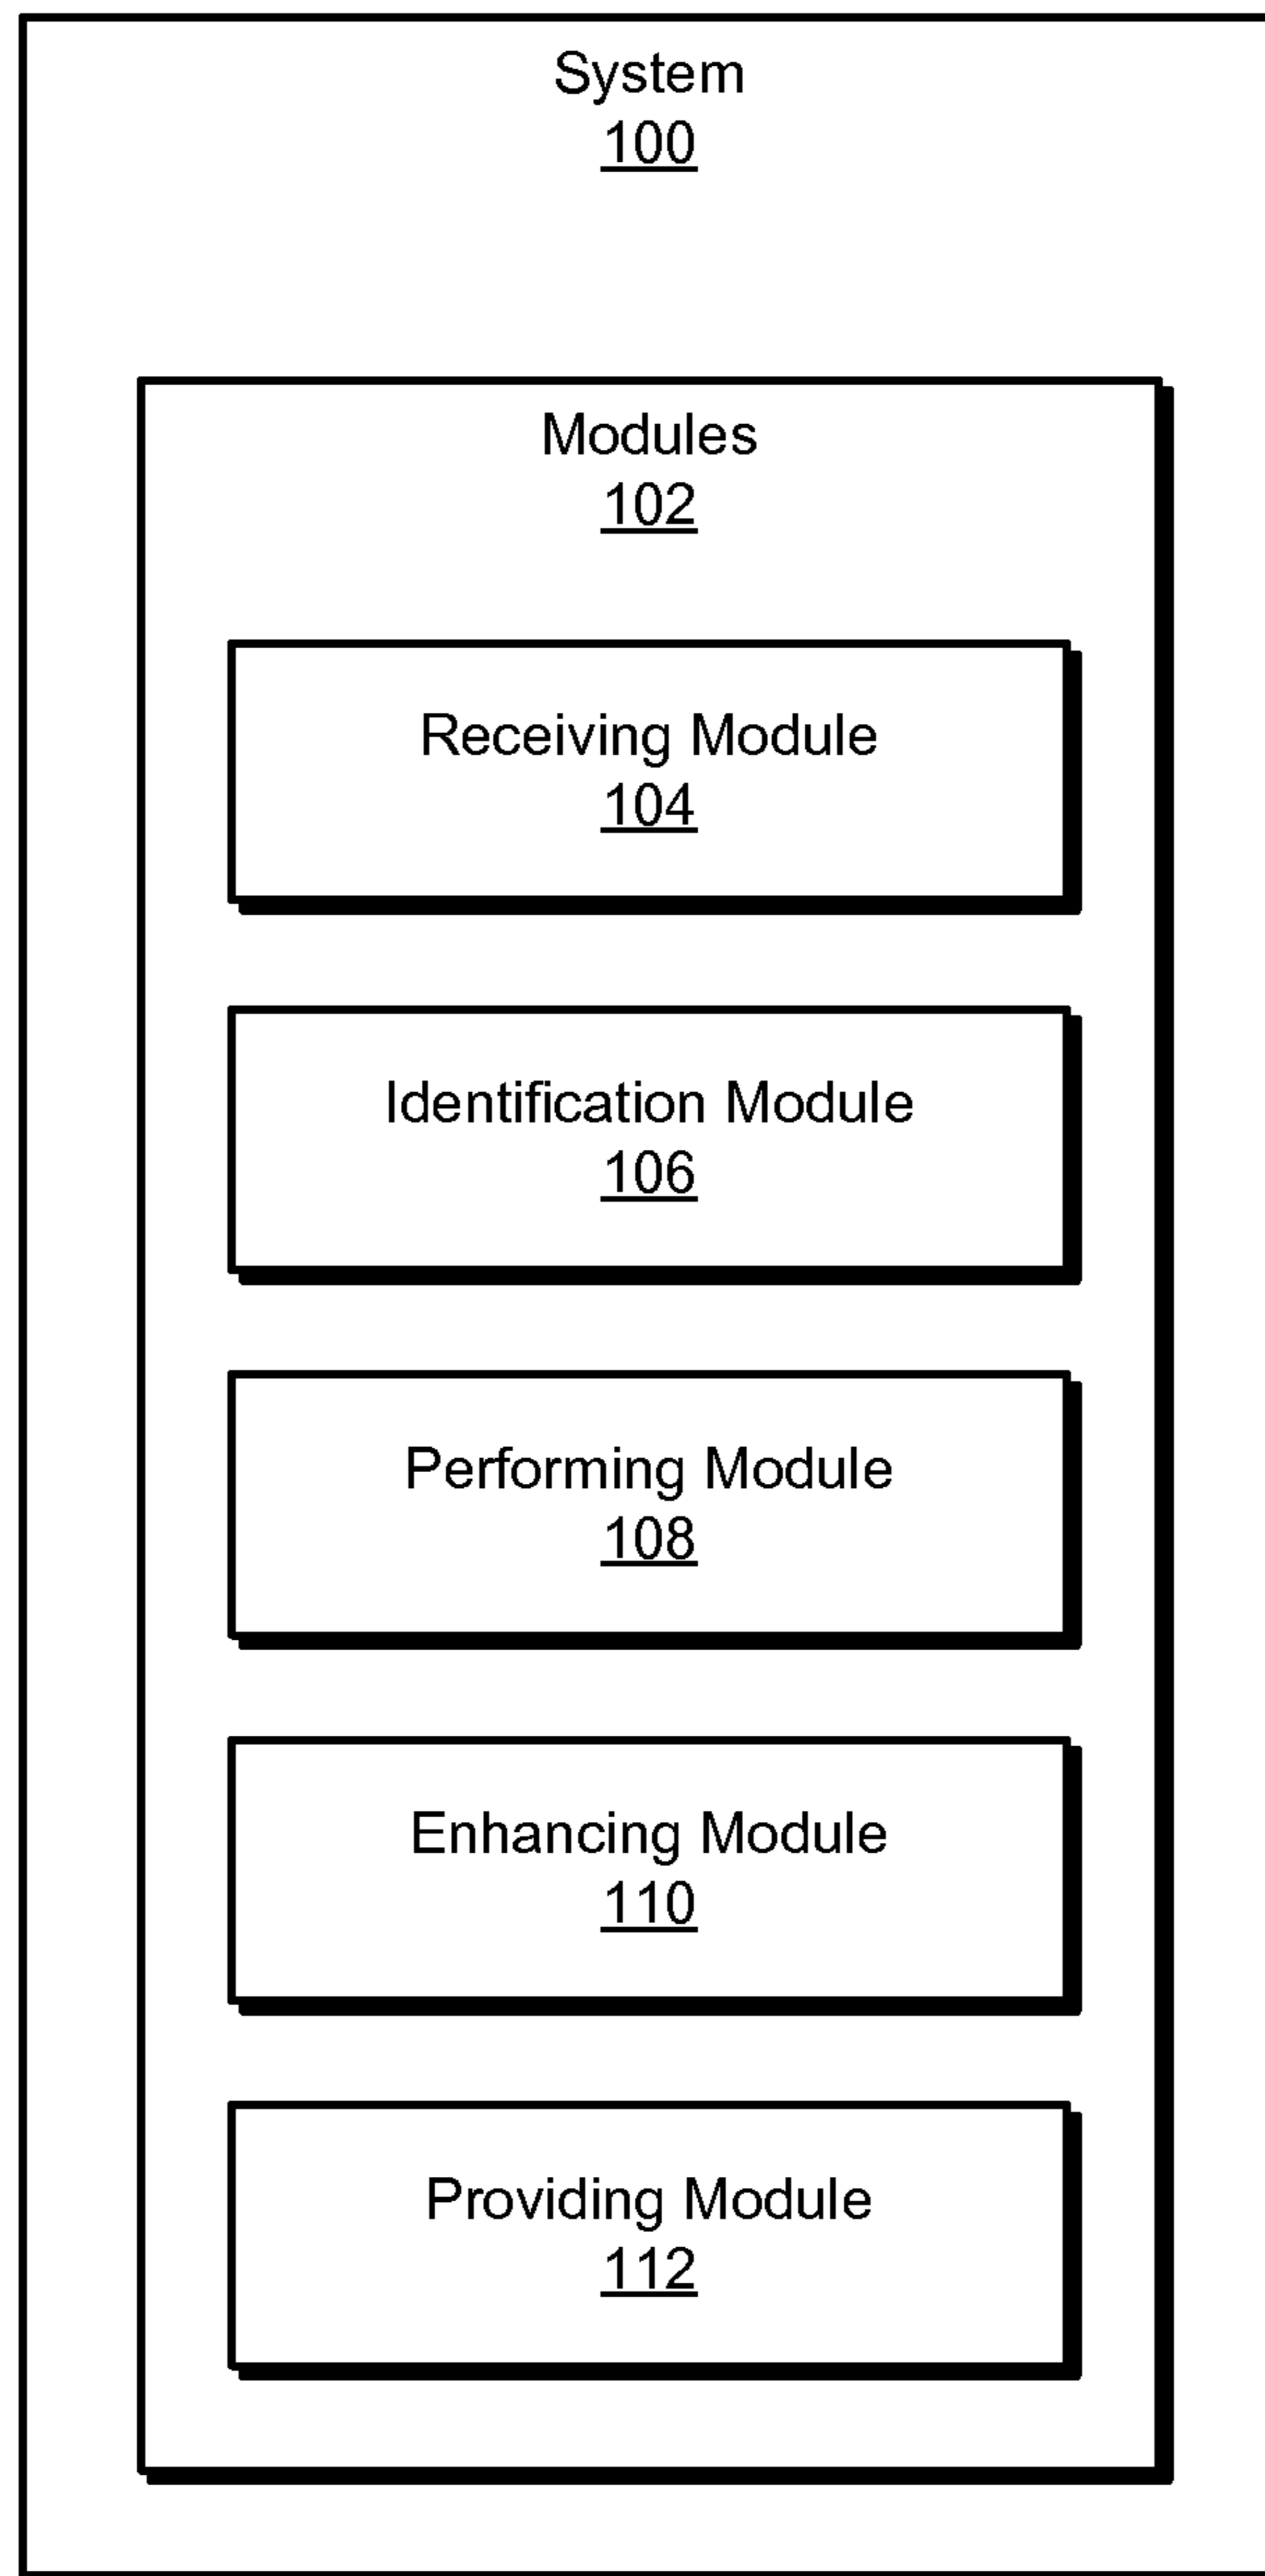 System
100
Modules
102
Receiving Module
104
Identification Module
106
Performing Module
108
Enhancing Module
110
Providing Module
112